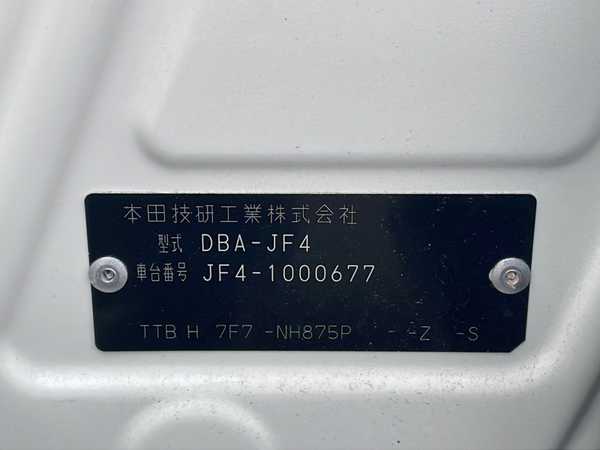 本田技研工業株式会社
型式 DBA-JF4
車台番号 JF4-1000677
TTB H 7F7 -NH875P - -Z -S